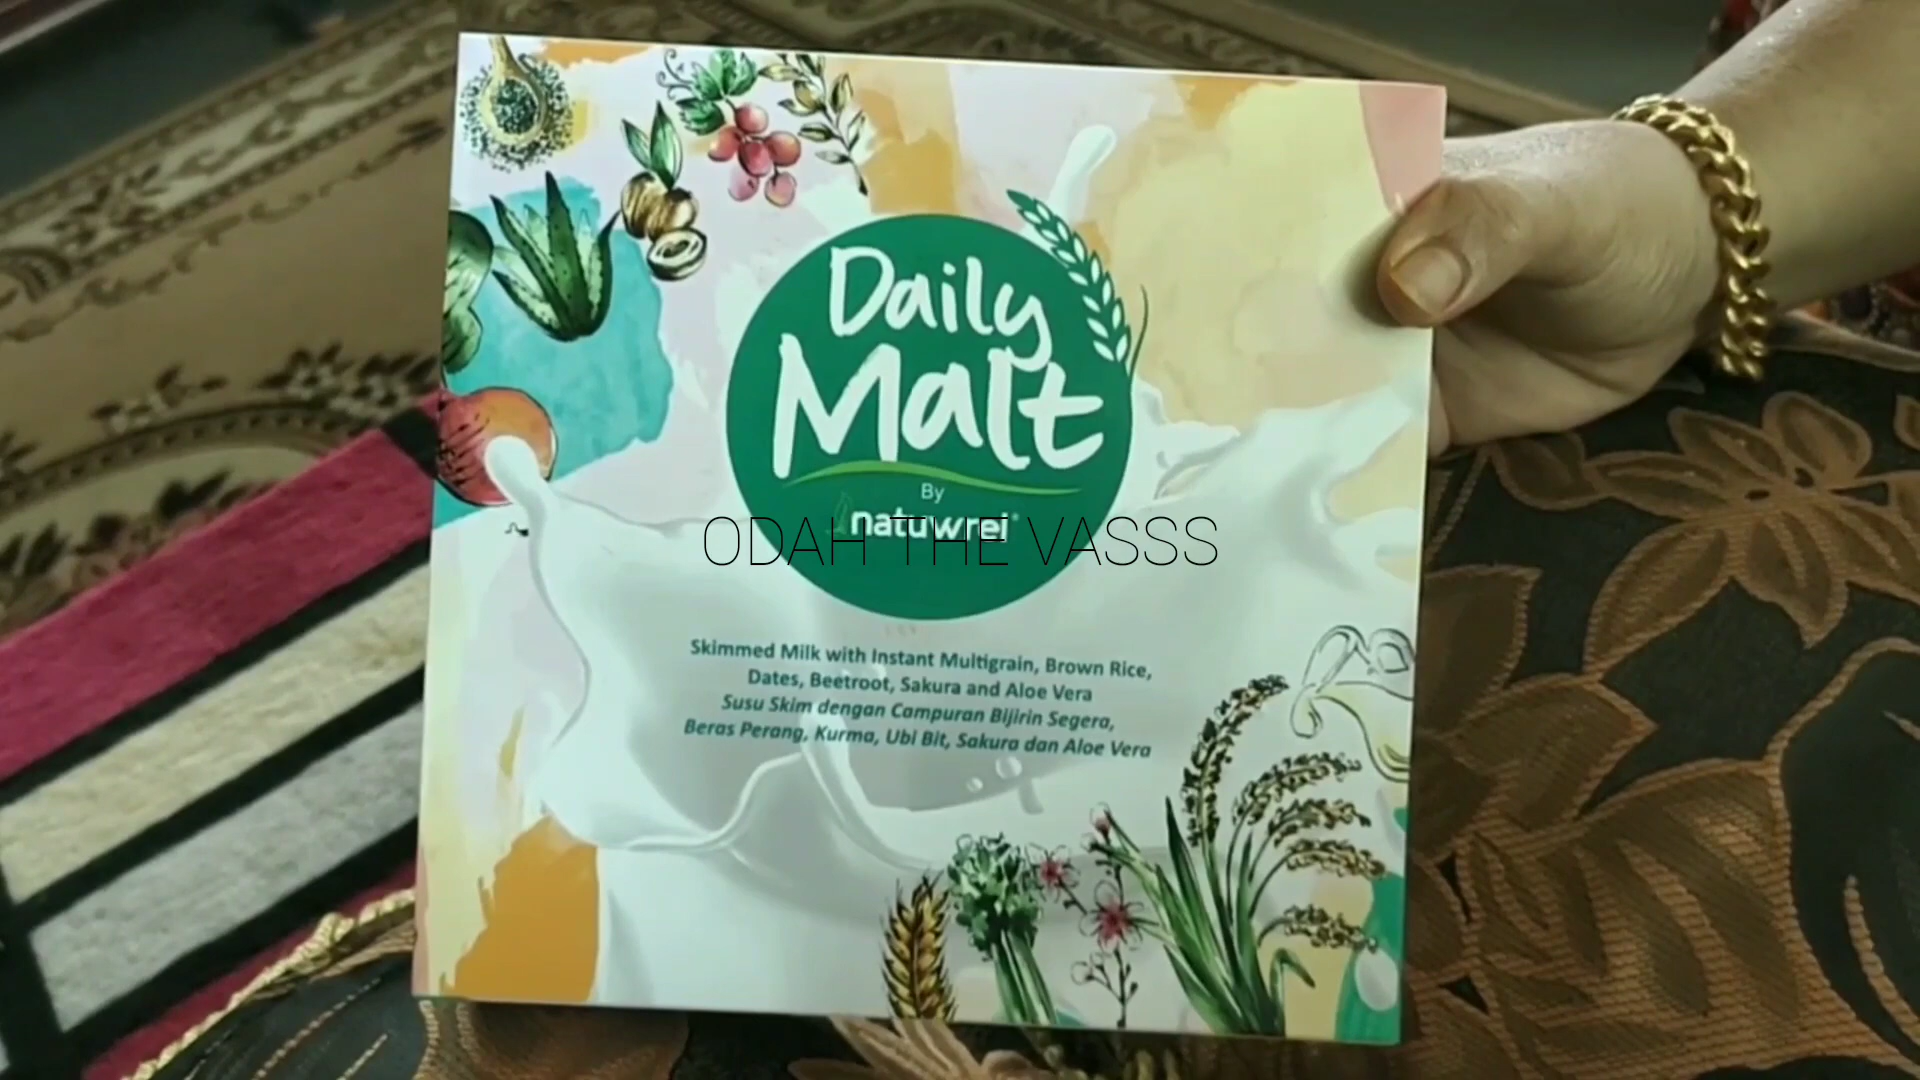 Daily
Malt
By
natuwrei®
ODAH THE VASSS
Skimmed Milk with Instant Multigrain, Brown Rice,
Dates, Beetroot, Sakura and Aloe Vera
Susu Skim dengan Campuran Bijirin Segera,
Beras Perang, Kurma, Ubi Bit, Sakura dan Aloe Vera